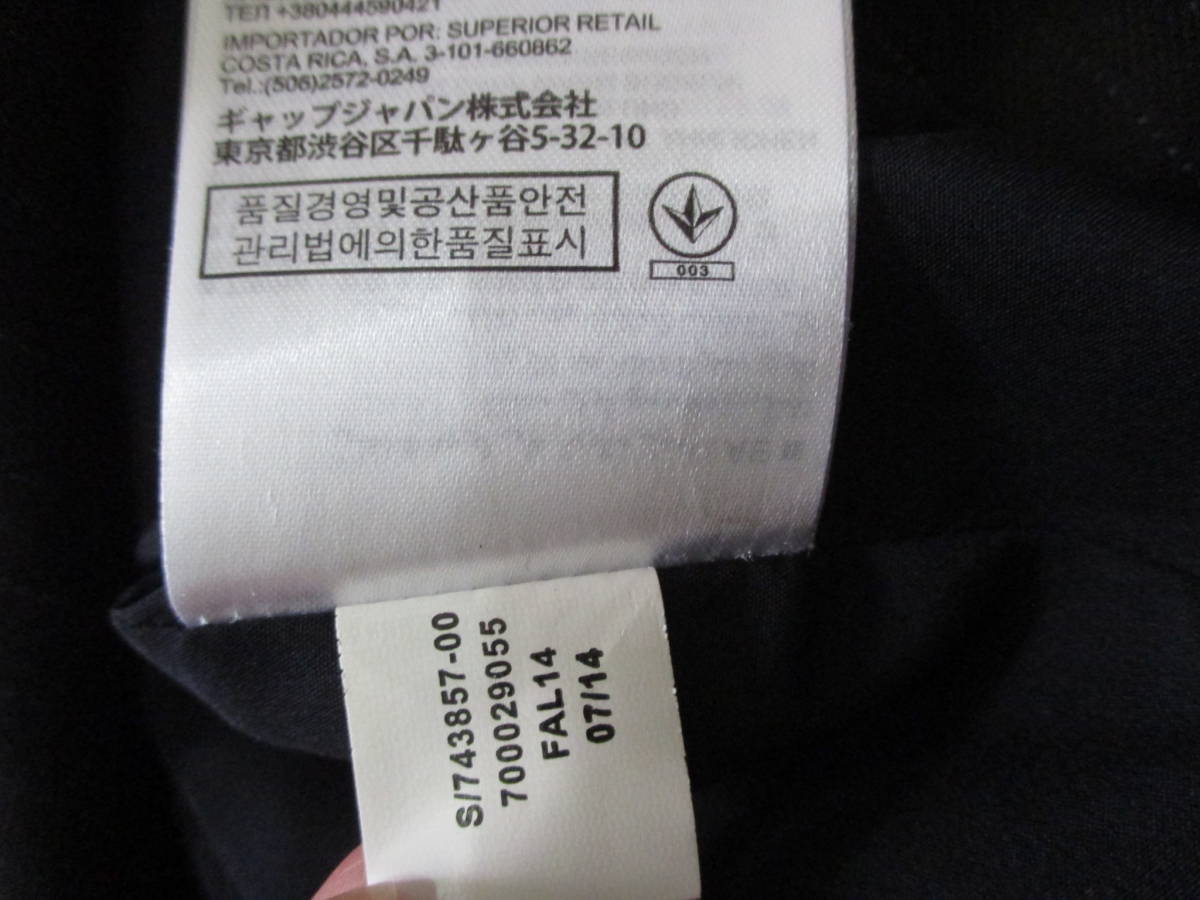 ТЕЛ +380444590421
IMPORTADOR POR: SUPERIOR RETAIL
COSTA RICA, S.A. 3-101-660862
Tel.:(506)2572-0249
ギャップジャパン株式会社
東京都渋谷区千駄ヶ谷5-32-10
품질경영및공산품안전
관리법에의한품질표시
003
S/743857-00
700029055
FAL14
07/14